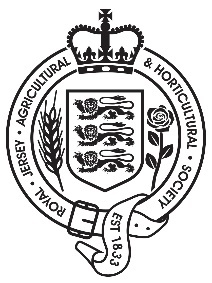 ROYAL · JERSEY · AGRICULTURAL & HORTICULTURAL · SOCIETY
EST 1833